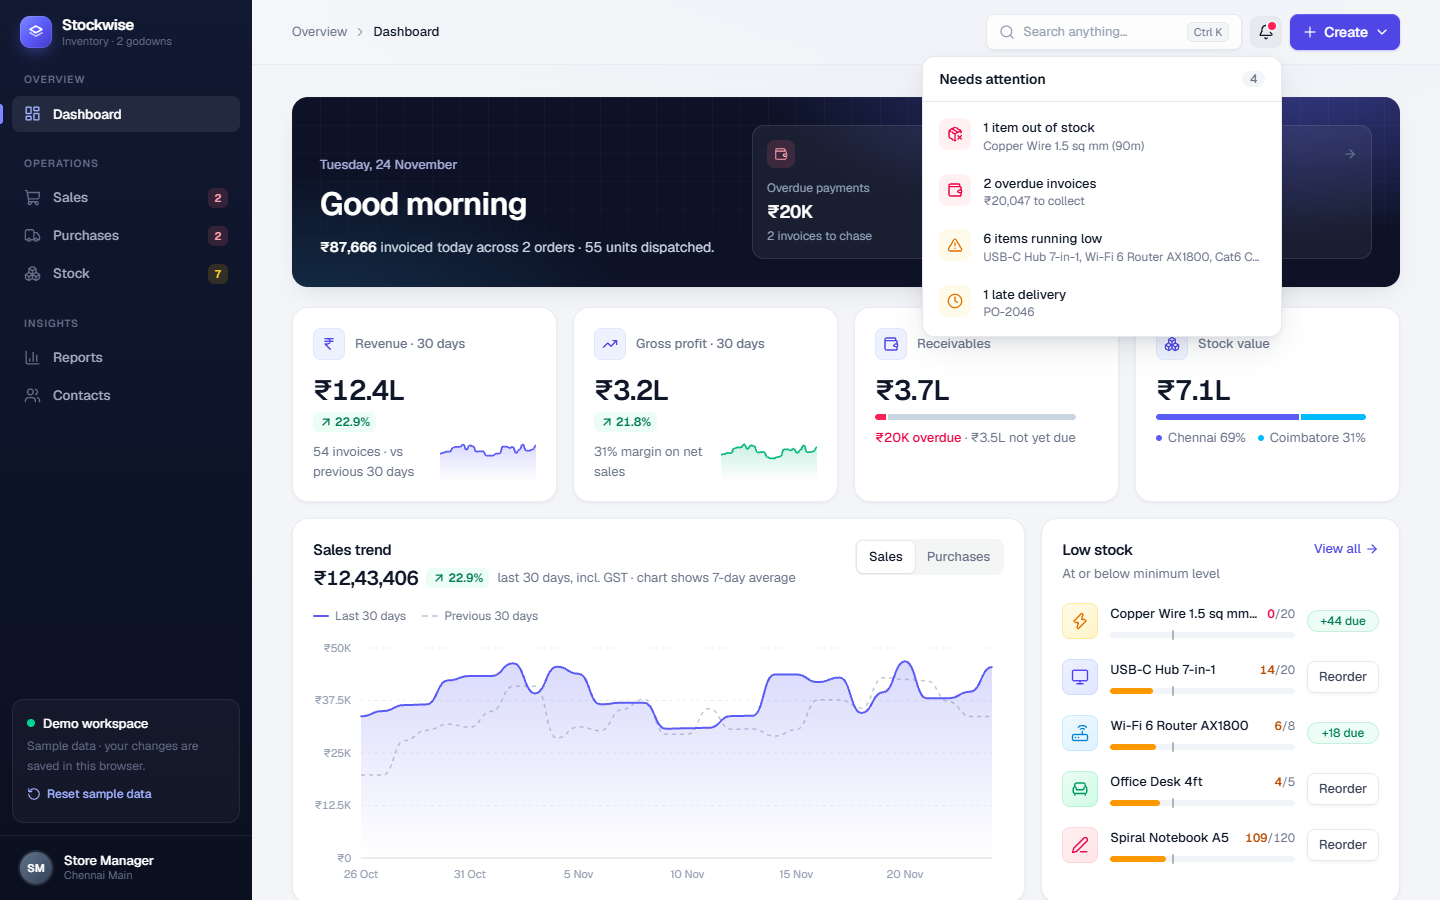 Stockwise
Inventory · 2 godowns
OVERVIEW
Dashboard
OPERATIONS
Sales 2
Purchases 2
Stock 7
INSIGHTS
Reports
Contacts
Demo workspace
Sample data · your changes are
saved in this browser.
Reset sample data
SM
Store Manager
Chennai Main
Overview > Dashboard
Search anything... Ctrl K
+ Create
Needs attention 4
1 item out of stock
Copper Wire 1.5 sq mm (90m)
2 overdue invoices
₹20,047 to collect
6 items running low
USB-C Hub 7-in-1, Wi-Fi 6 Router AX1800, Cat6 C...
1 late delivery
PO-2046
Tuesday, 24 November
Good morning
₹87,666 invoiced today across 2 orders · 55 units dispatched.
Overdue payments
₹20K
2 invoices to chase
₹ Revenue · 30 days
₹12.4L
22.9%
54 invoices · vs
previous 30 days
Gross profit · 30 days
₹3.2L
21.8%
31% margin on net
sales
Receivables
₹3.7L
₹20K overdue · ₹3.5L not yet due
Stock value
₹7.1L
Chennai 69% Coimbatore 31%
Sales trend
₹12,43,406 22.9% last 30 days, incl. GST · chart shows 7-day average
Sales Purchases
Last 30 days Previous 30 days
₹50K
₹37.5K
₹25K
₹12.5K
₹0
26 Oct 31 Oct 5 Nov 10 Nov 15 Nov 20 Nov
Low stock View all
At or below minimum level
Copper Wire 1.5 sq mm... 0/20 +44 due
USB-C Hub 7-in-1 14/20 Reorder
Wi-Fi 6 Router AX1800 6/8 +18 due
Office Desk 4ft 4/5 Reorder
Spiral Notebook A5 109/120 Reorder